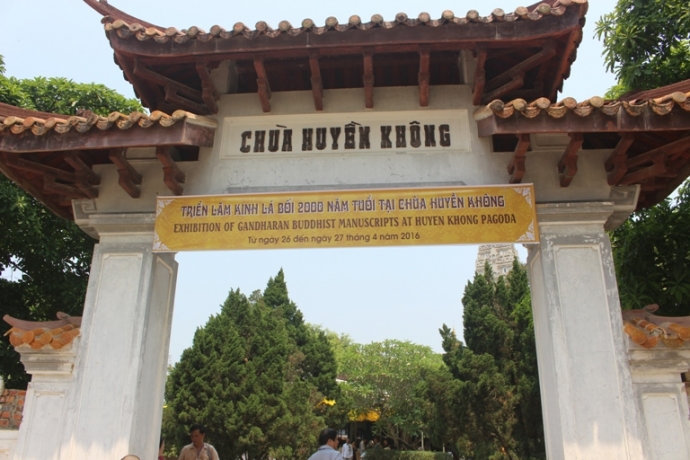 CHÙA HUYỀN KHÔNG
TRIỂN LÃM KINH LÁ BỐI 2000 NĂM TUỔI TẠI CHÙA HUYỀN KHÔNG
EXHIBITION OF GANDHARAN BUDDHIST MANUSCRIPTS AT HUYEN KHONG PAGODA
Từ ngày 26 đến ngày 27 tháng 4 năm 2016